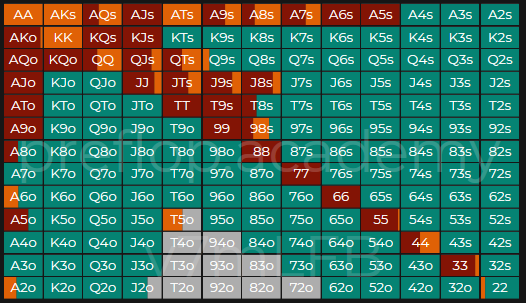 AA AKs AQs AJs ATs A9s A8s A7s A6s A5s A4s A3s A2s
AKo KK KQs KJs KTs K9s K8s K7s K6s K5s K4s K3s K2s
AQo KQo QQ QJs QTs Q9s Q8s Q7s Q6s Q5s Q4s Q3s Q2s
AJo KJo QJo JJ JTs J9s J8s J7s J6s J5s J4s J3s J2s
ATo KTo QTo JTo TT T9s T8s T7s T6s T5s T4s T3s T2s
A9o K9o Q9o J9o T9o 99 98s 97s 96s 95s 94s 93s 92s
A8o K8o Q8o J8o T8o 98o 88 87s 86s 85s 84s 83s 82s
preflop.academy
A7o K7o Q7o J7o T7o 97o 87o 77 76s 75s 74s 73s 72s
A6o K6o Q6o J6o T6o 96o 86o 76o 66 65s 64s 63s 62s
A5o K5o Q5o J5o T5o 95o 85o 75o 65o 55 54s 53s 52s
A4o K4o Q4o J4o T4o 94o 84o 74o 64o 54o 44 43s 42s
A3o K3o Q3o J3o T3o 93o 83o 73o 63o 53o 43o 33 32s
A2o K2o Q2o J2o T2o 92o 82o 72o 62o 52o 42o 32o 22